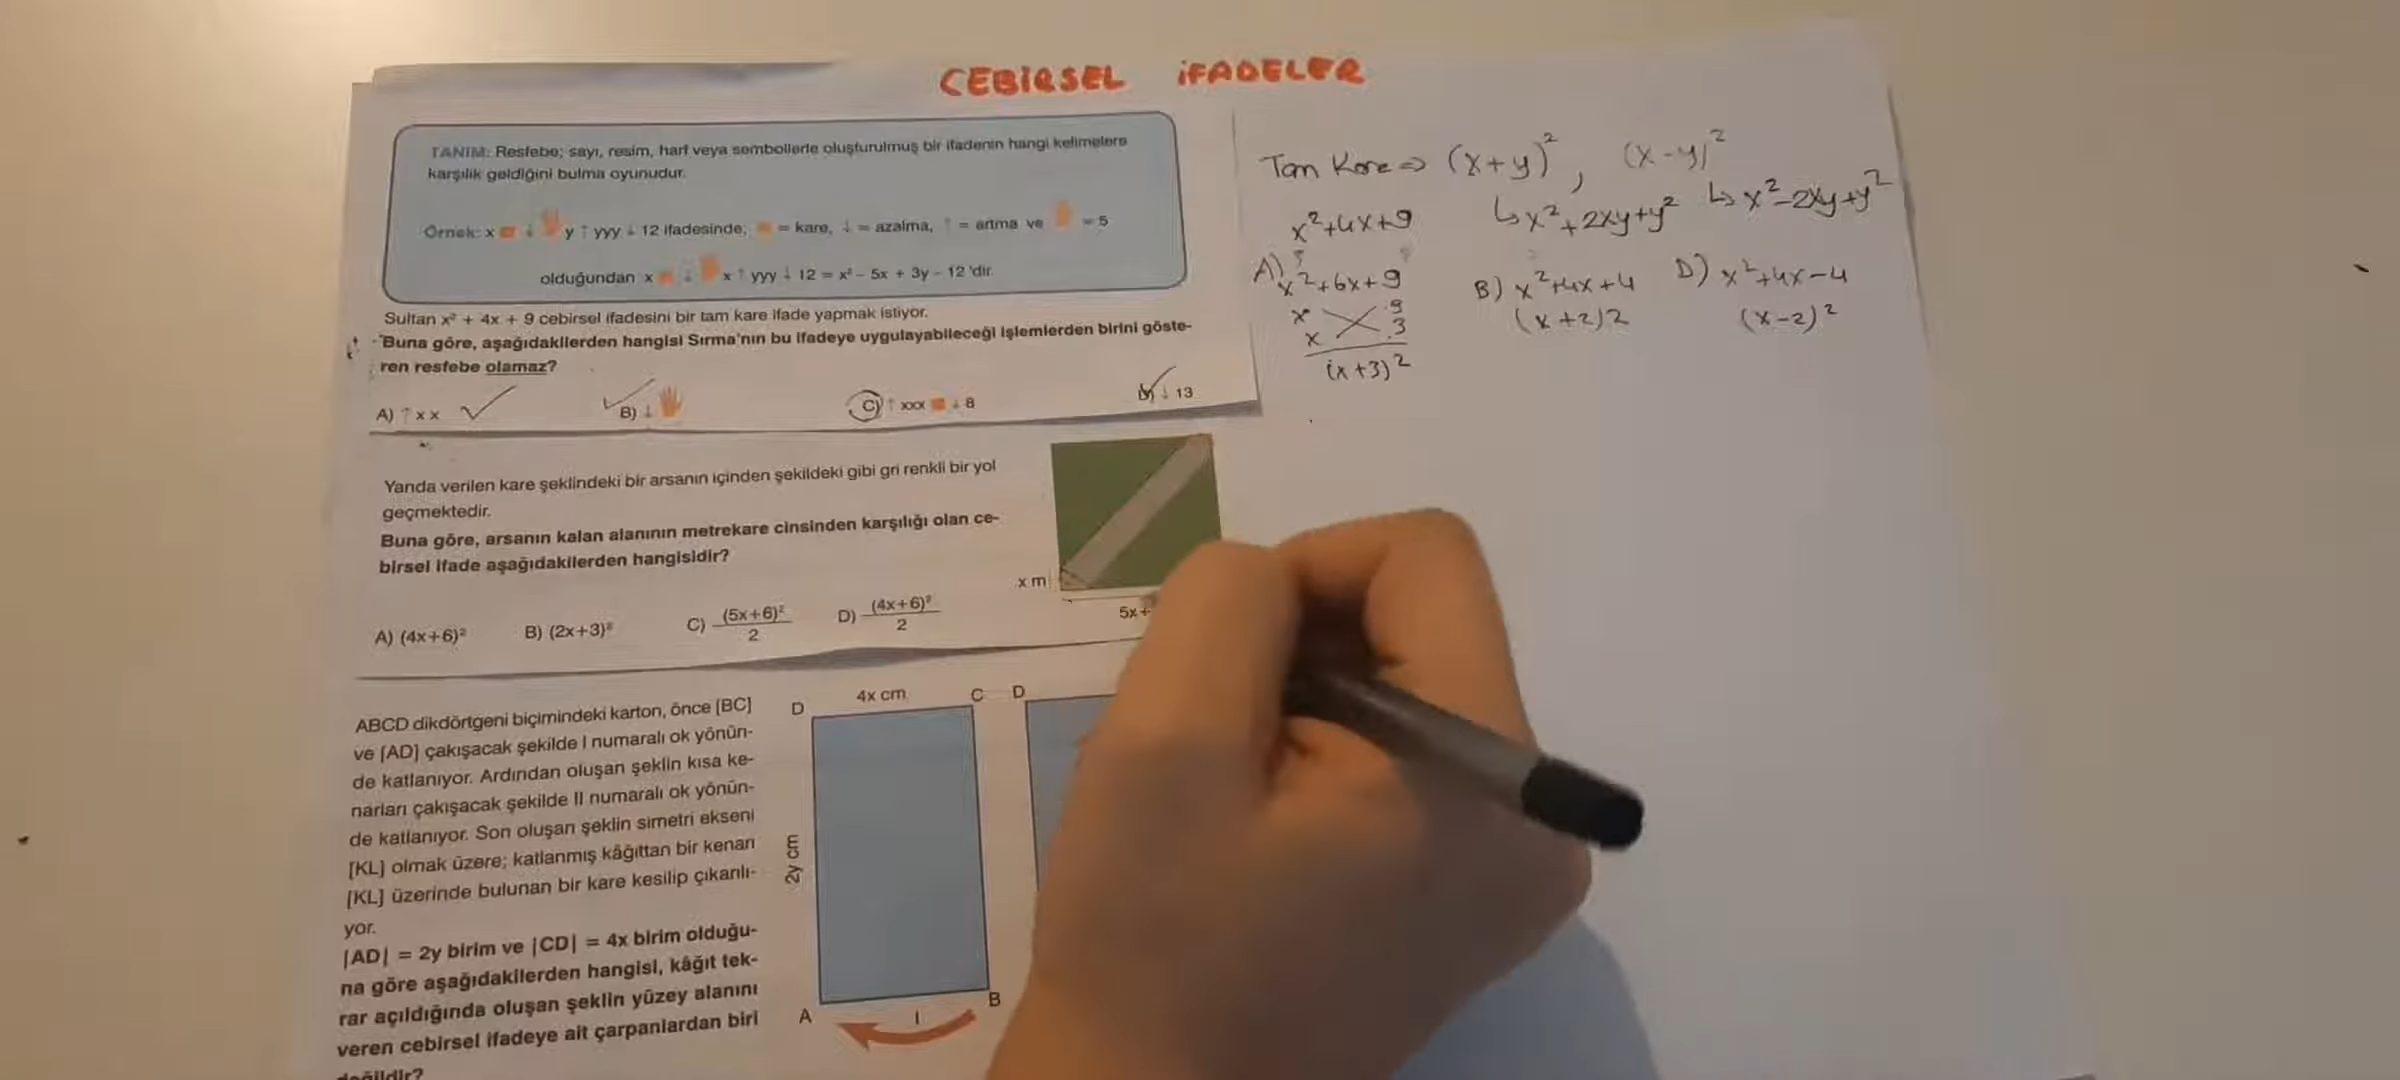 CEBİRSEL İFADELER
TANIM: Resfebe; sayı, resim, harf veya sembollerle oluşturulmuş bir ifadenin hangi kelimelere
karşılık geldiğini bulma oyunudur.
Örnek: x ↓ y ↑ yyy ↓ 12 ifadesinde; = kare, ↓ = azalma, ↑ = artma ve = 5
olduğundan x ↓ x ↑ yyy ↓ 12 = x² – 5x + 3y – 12 'dir.
Sultan x² + 4x + 9 cebirsel ifadesini bir tam kare ifade yapmak istiyor.
Buna göre, aşağıdakilerden hangisi Sırma'nın bu ifadeye uygulayabileceği işlemlerden birini göste-
ren resfebe olamaz?
A) ↑ x x
B) ↓
C) ↑ xxx ↓ 8
D) ↓ 13
Tam Kare ⇒ (x+y)², (x-y)²
↳ x²+2xy+y² ↳ x²-2xy+y²
x²+4x+9
A) x²+6x+9
x 3
x 3
(x+3)²
B) x²+4x+4
(x+2)2
D) x²+4x-4
(x-2)²
Yanda verilen kare şeklindeki bir arsanın içinden şekildeki gibi gri renkli bir yol
geçmektedir.
Buna göre, arsanın kalan alanının metrekare cinsinden karşılığı olan ce-
birsel ifade aşağıdakilerden hangisidir?
A) (4x+6)²
B) (2x+3)²
C) (5x+6)²/2
D) (4x+6)²/2
x m
5x+
ABCD dikdörtgeni biçimindeki karton, önce [BC]
ve [AD] çakışacak şekilde I numaralı ok yönün-
de katlanıyor. Ardından oluşan şeklin kısa ke-
narları çakışacak şekilde II numaralı ok yönün-
de katlanıyor. Son oluşan şeklin simetri ekseni
[KL] olmak üzere; katlanmış kâğıttan bir kenarı
[KL] üzerinde bulunan bir kare kesilip çıkarılı-
yor.
|AD| = 2y birim ve |CD| = 4x birim olduğu-
na göre aşağıdakilerden hangisi, kâğıt tek-
rar açıldığında oluşan şeklin yüzey alanını
veren cebirsel ifadeye ait çarpanlardan biri
değildir?
D 4x cm C D
2y cm
A I B